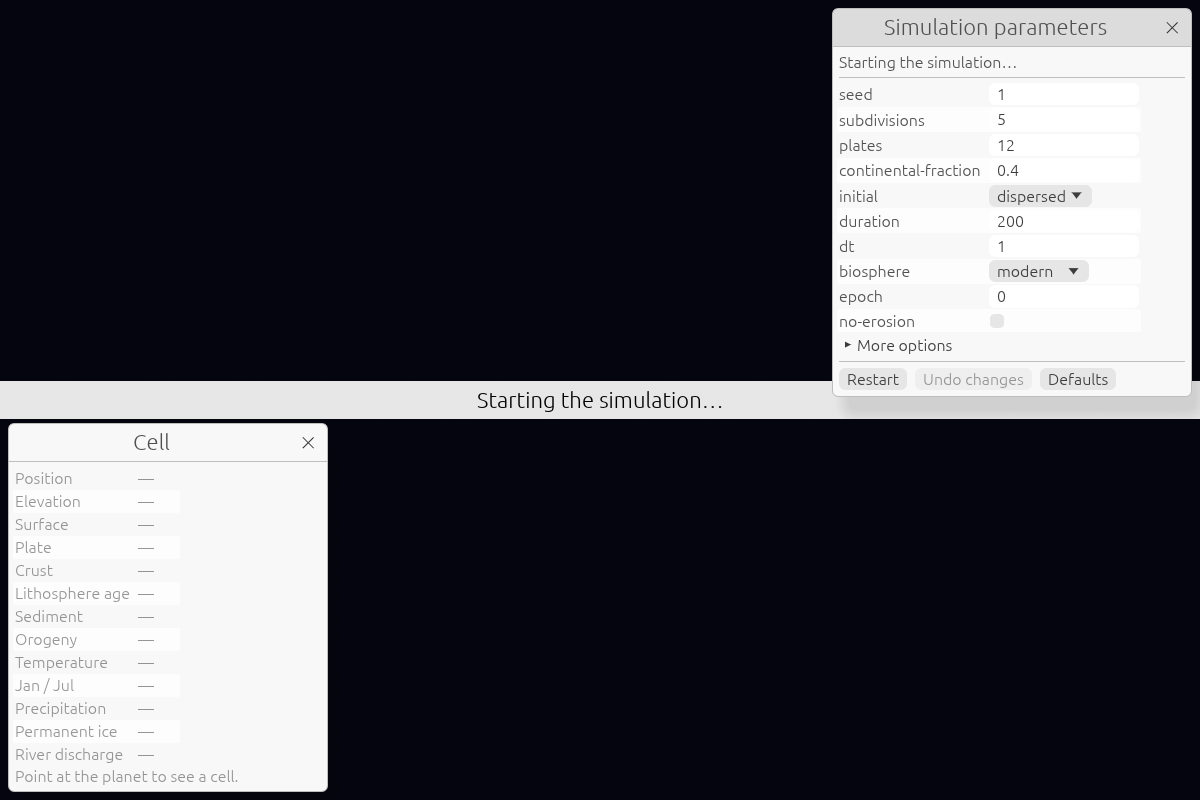 Simulation parameters
Starting the simulation…
seed 1
subdivisions 5
plates 12
continental-fraction 0.4
initial dispersed
duration 200
dt 1
biosphere modern
epoch 0
no-erosion
More options
Restart Undo changes Defaults
Starting the simulation…
Cell
Position —
Elevation —
Surface —
Plate —
Crust —
Lithosphere age —
Sediment —
Orogeny —
Temperature —
Jan / Jul —
Precipitation —
Permanent ice —
River discharge —
Point at the planet to see a cell.